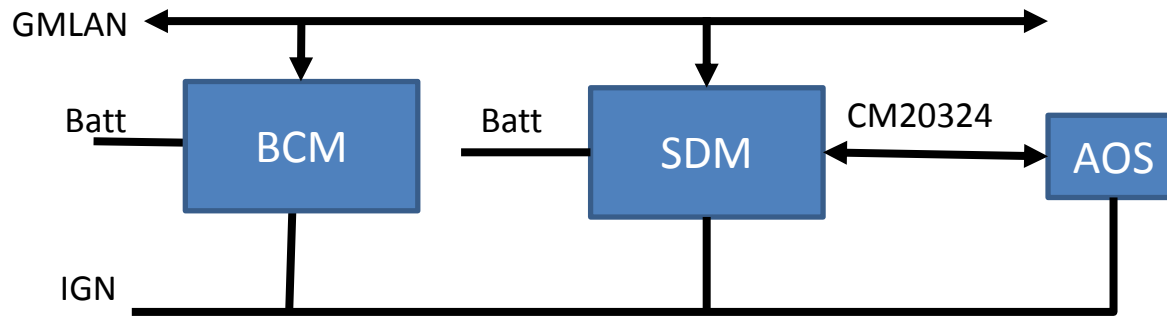 GMLAN
Batt
BCM
Batt
SDM
CM20324
AOS
IGN